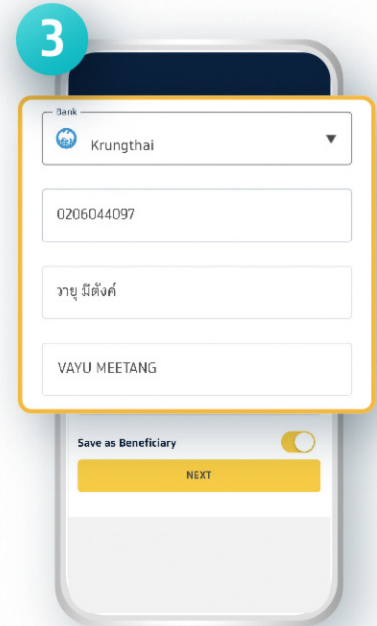 3
Bank
Krungthai
0206044097
วายุ มีตังค์
VAYU MEETANG
Save as Beneficiary
NEXT